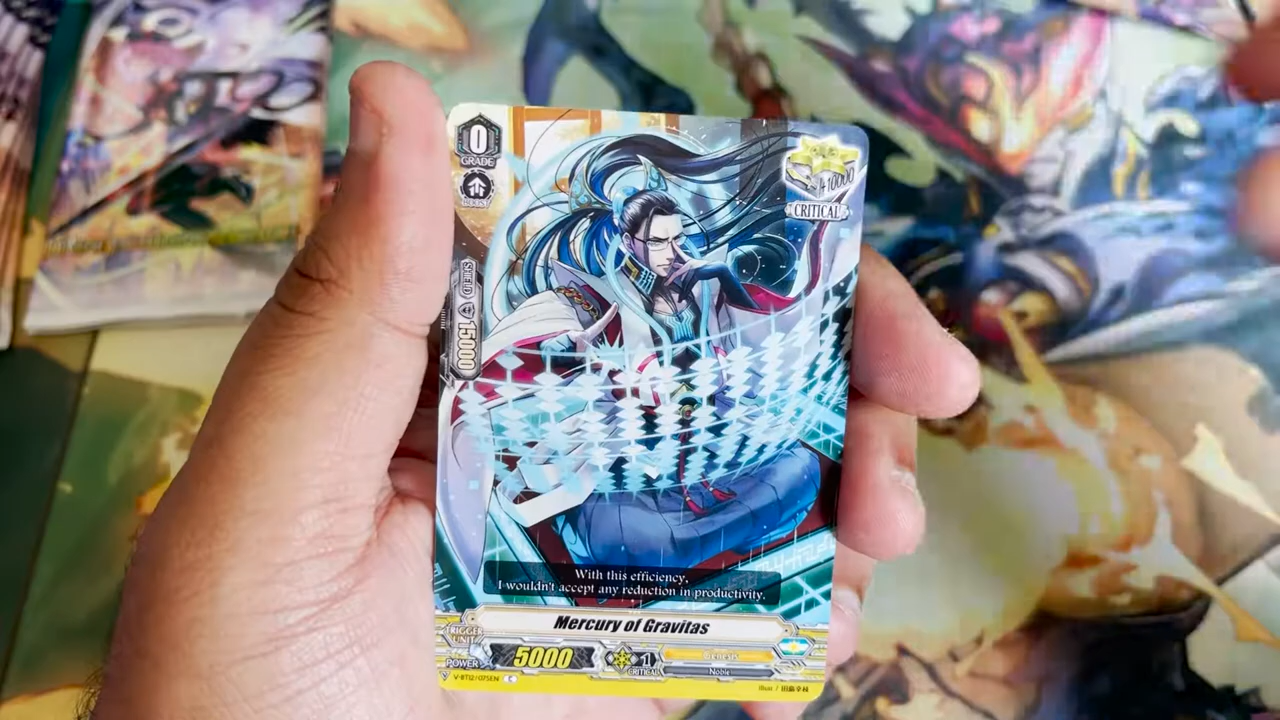 0
GRADE
BOOST
+10000
CRITICAL
SHIELD
15000
With this efficiency,
I wouldn't accept any reduction in productivity.
Mercury of Gravitas
TRIGGER
UNIT
POWER
5000
1
CRITICAL
Genesis
Noble
V-BT12/075EN
C
Illust /